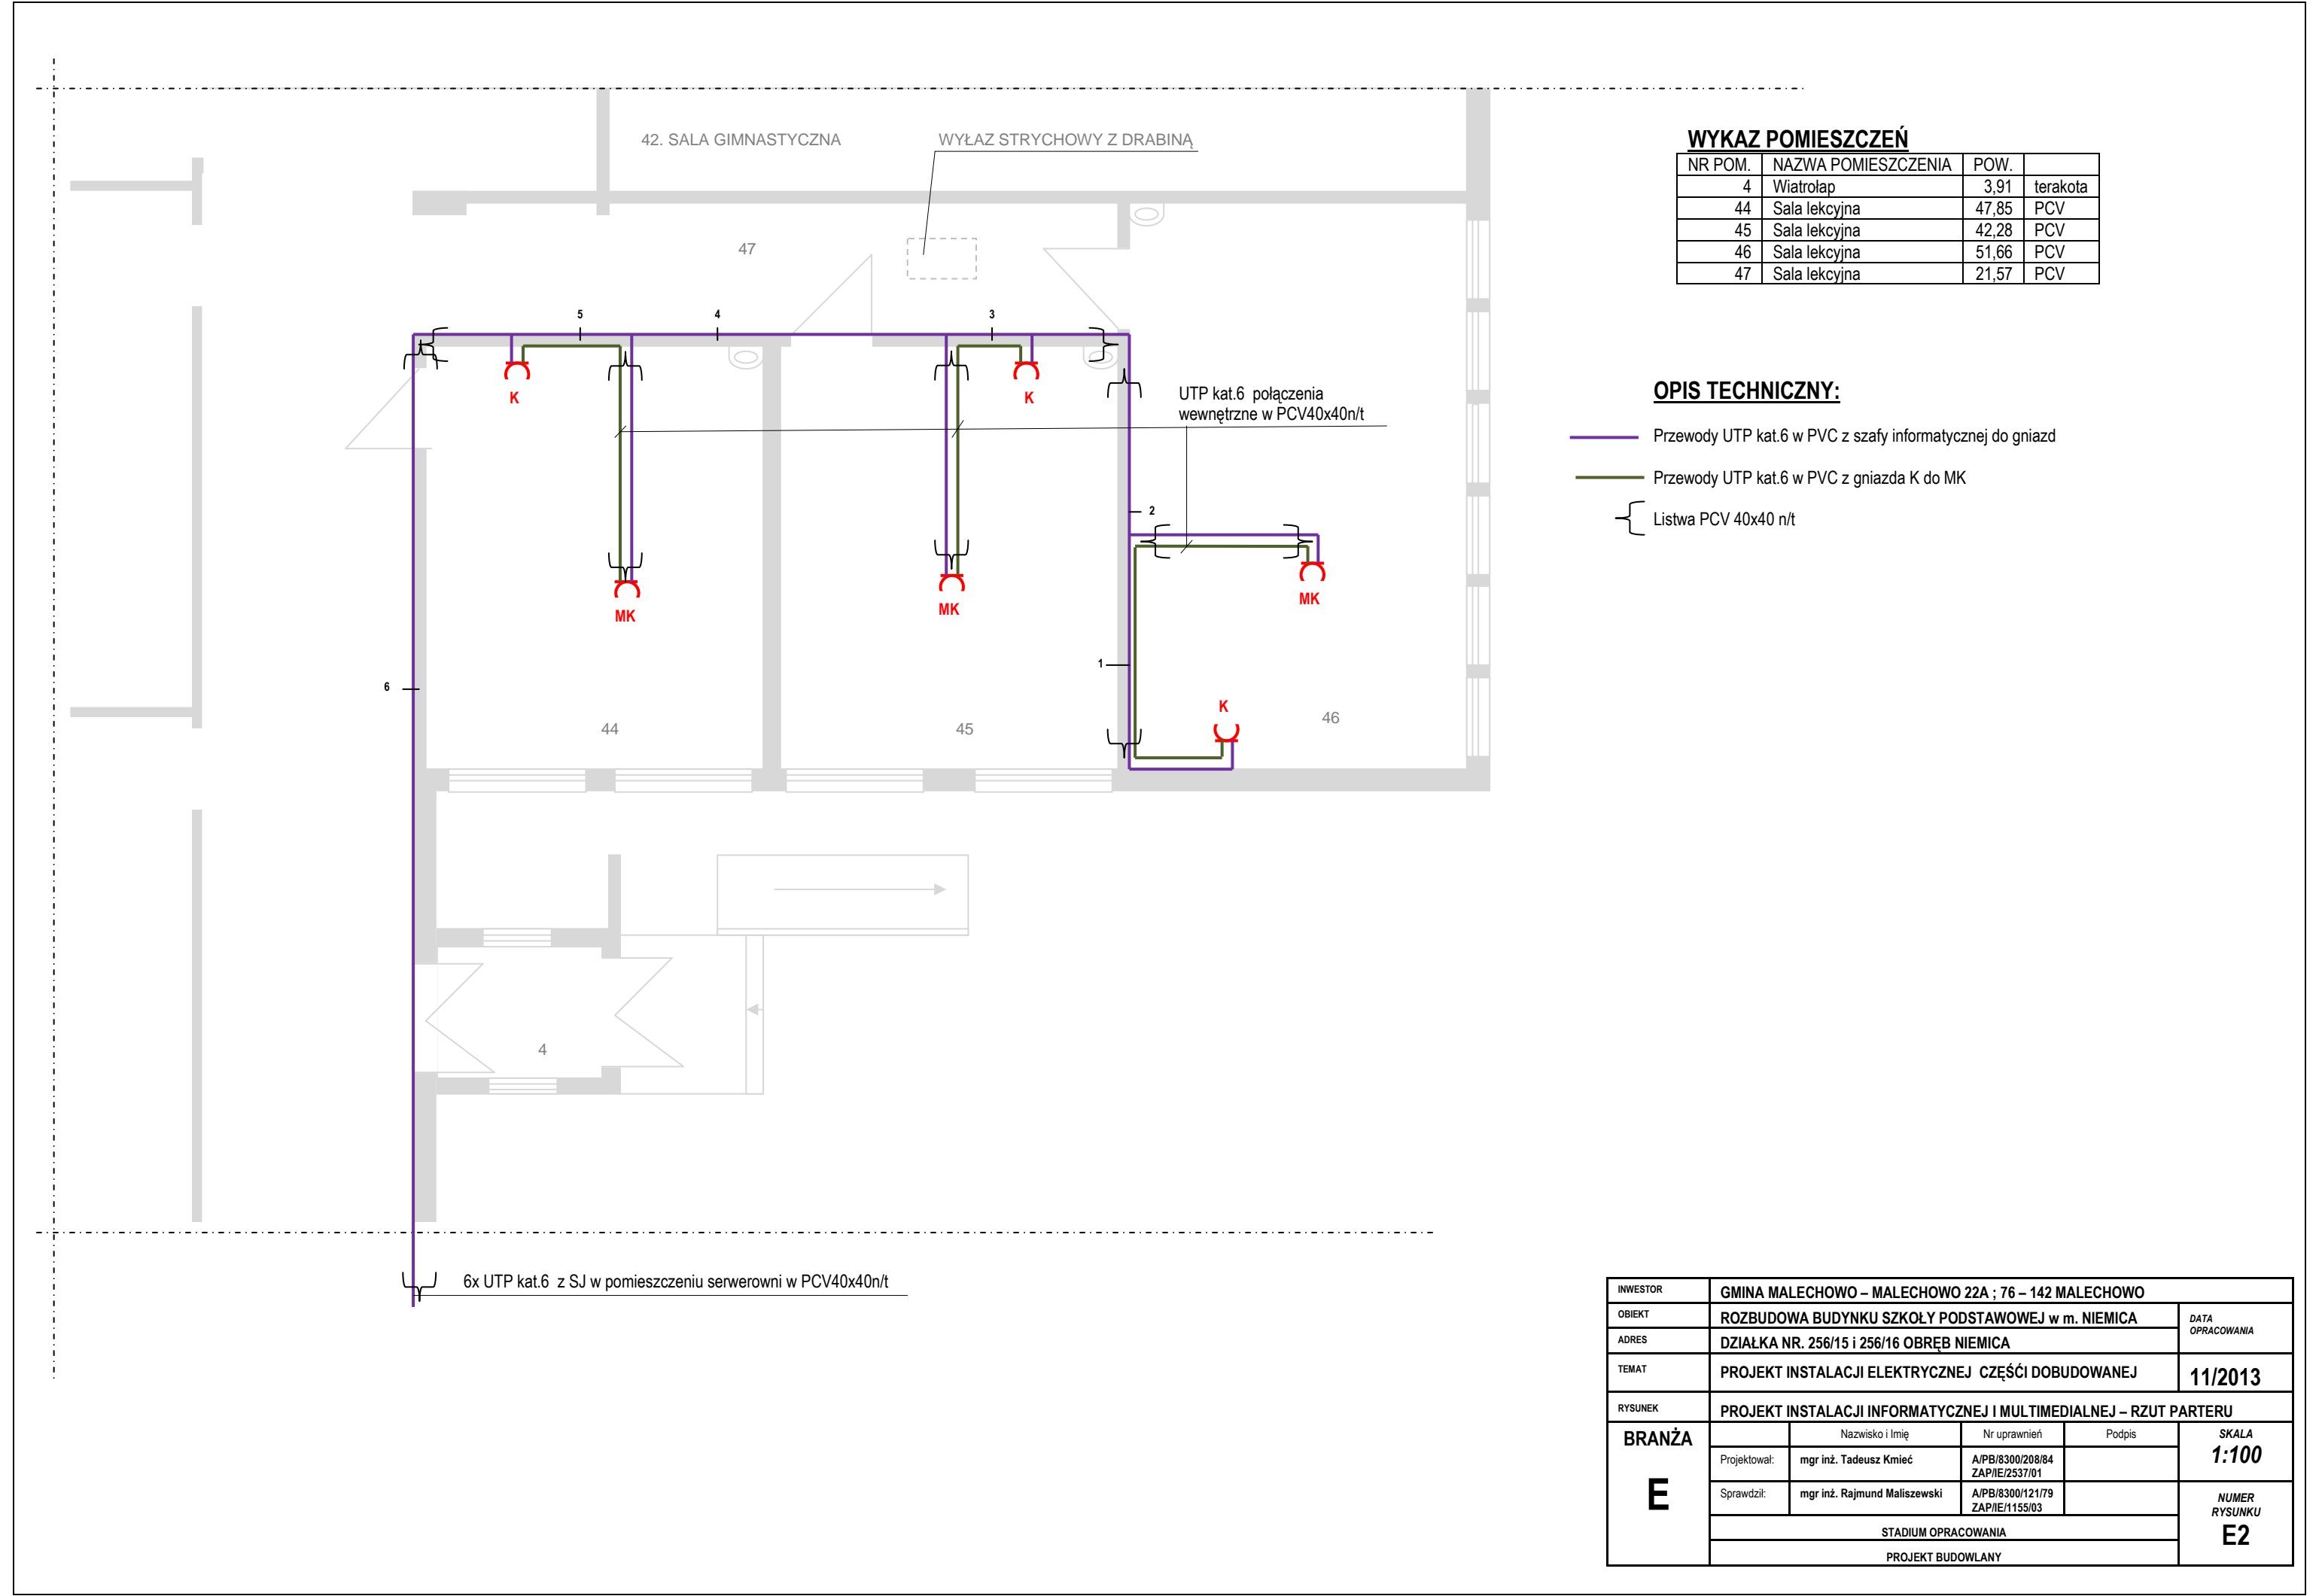 42. SALA GIMNASTYCZNA
WYŁAZ STRYCHOWY Z DRABINĄ
47
5
4
3
K
K
UTP kat.6 połączenia
wewnętrzne w PCV40x40n/t
2
MK
MK
MK
1
6
K
44
45
46
4
6x UTP kat.6 z SJ w pomieszczeniu serwerowni w PCV40x40n/t
WYKAZ POMIESZCZEŃ
NR POM. NAZWA POMIESZCZENIA POW.
4 Wiatrołap 3,91 terakota
44 Sala lekcyjna 47,85 PCV
45 Sala lekcyjna 42,28 PCV
46 Sala lekcyjna 51,66 PCV
47 Sala lekcyjna 21,57 PCV
OPIS TECHNICZNY:
Przewody UTP kat.6 w PVC z szafy informatycznej do gniazd
Przewody UTP kat.6 w PVC z gniazda K do MK
Listwa PCV 40x40 n/t
INWESTOR GMINA MALECHOWO – MALECHOWO 22A ; 76 – 142 MALECHOWO
OBIEKT ROZBUDOWA BUDYNKU SZKOŁY PODSTAWOWEJ w m. NIEMICA
DATA
OPRACOWANIA
ADRES DZIAŁKA NR. 256/15 i 256/16 OBRĘB NIEMICA
TEMAT PROJEKT INSTALACJI ELEKTRYCZNEJ CZĘŚĆI DOBUDOWANEJ 11/2013
RYSUNEK PROJEKT INSTALACJI INFORMATYCZNEJ I MULTIMEDIALNEJ – RZUT PARTERU
BRANŻA
E
Nazwisko i Imię Nr uprawnień Podpis
Projektował: mgr inż. Tadeusz Kmieć A/PB/8300/208/84
ZAP/IE/2537/01
Sprawdził: mgr inż. Rajmund Maliszewski A/PB/8300/121/79
ZAP/IE/1155/03
STADIUM OPRACOWANIA
PROJEKT BUDOWLANY
SKALA
1:100
NUMER
RYSUNKU
E2